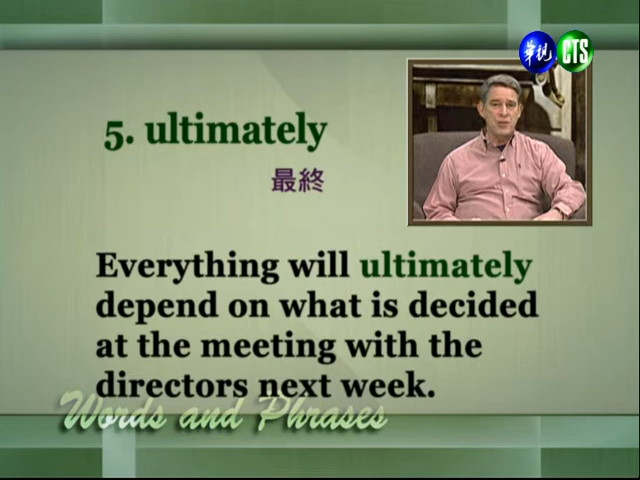 華視 CTS
5. ultimately
最終
Everything will ultimately
depend on what is decided
at the meeting with the
directors next week.
Words and Phrases